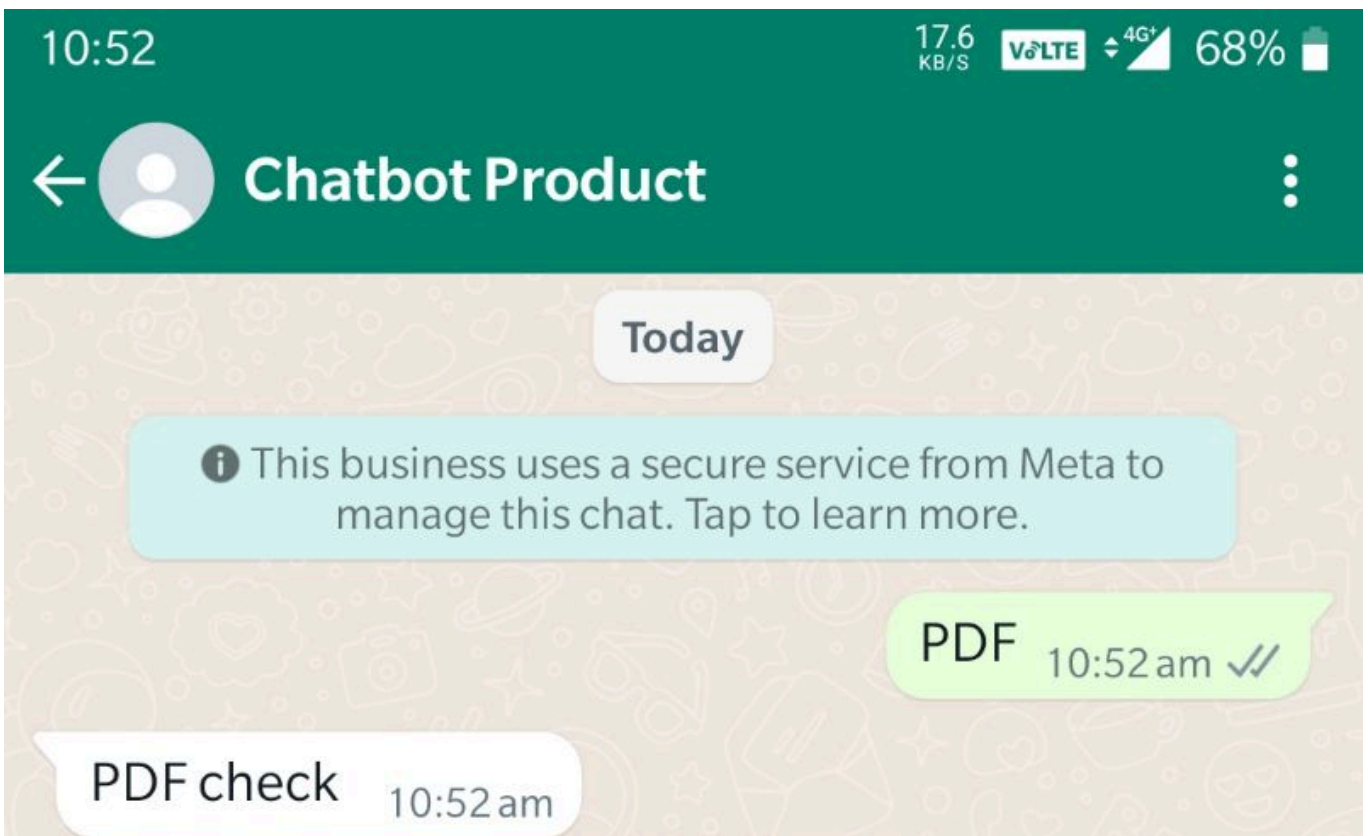 10:52
17.6
KB/S
VoLTE
4G+
68%
Chatbot Product
Today
This business uses a secure service from Meta to
manage this chat. Tap to learn more.
PDF 10:52 am
PDF check 10:52 am